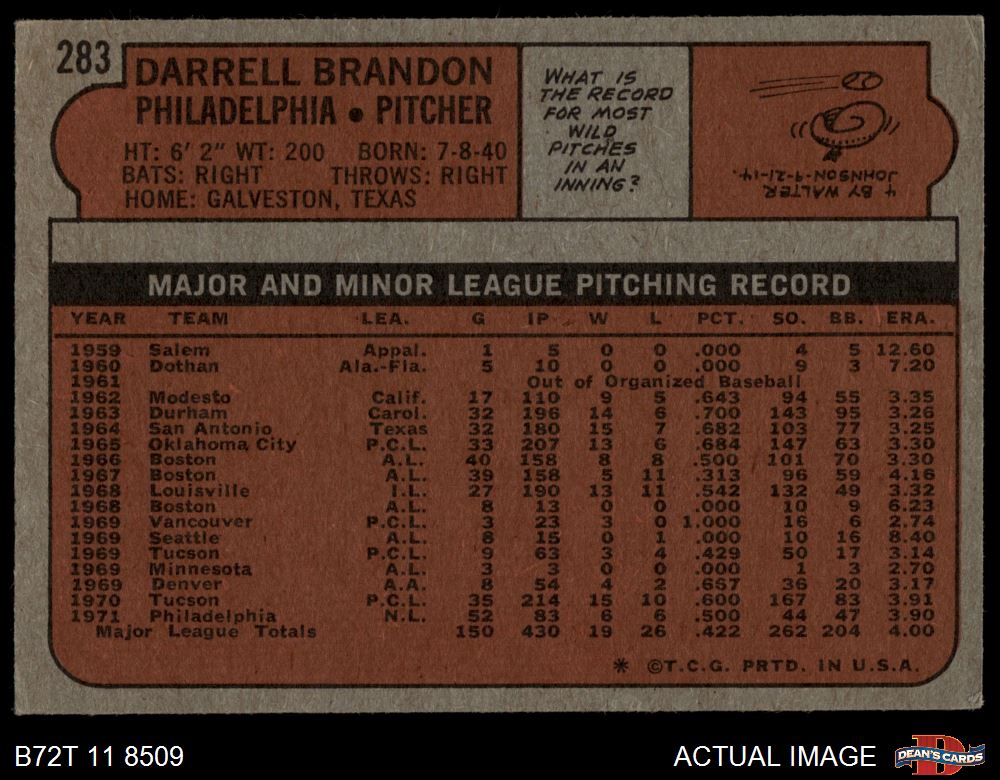 283
DARRELL BRANDON
PHILADELPHIA • PITCHER
HT: 6' 2" WT: 200 BORN: 7-8-40
BATS: RIGHT THROWS: RIGHT
HOME: GALVESTON, TEXAS
WHAT IS
THE RECORD
FOR MOST
WILD
PITCHES
IN AN
INNING?
4 BY WALTER
JOHNSON-9-21-14.
MAJOR AND MINOR LEAGUE PITCHING RECORD
YEAR TEAM LEA. G IP W L PCT. SO. BB. ERA.
1959 Salem Appal. 1 5 0 0 .000 4 5 12.60
1960 Dothan Ala.-Fla. 5 10 0 0 .000 9 3 7.20
1961 Out of Organized Baseball
1962 Modesto Calif. 17 110 9 5 .643 94 55 3.35
1963 Durham Carol. 32 196 14 6 .700 143 95 3.26
1964 San Antonio Texas 32 180 15 7 .682 103 77 3.25
1965 Oklahoma City P.C.L. 33 207 13 6 .684 147 63 3.30
1966 Boston A.L. 40 158 8 8 .500 101 70 3.30
1967 Boston A.L. 39 158 5 11 .313 96 59 4.16
1968 Louisville I.L. 27 190 13 11 .542 132 49 3.32
1968 Boston A.L. 8 13 0 0 .000 10 9 6.23
1969 Vancouver P.C.L. 3 23 3 0 1.000 16 6 2.74
1969 Seattle A.L. 8 15 0 1 .000 10 16 8.40
1969 Tucson P.C.L. 9 63 3 4 .429 50 17 3.14
1969 Minnesota A.L. 3 3 0 0 .000 1 3 2.70
1969 Denver A.A. 8 54 4 2 .667 36 20 3.17
1970 Tucson P.C.L. 35 214 15 10 .600 167 83 3.91
1971 Philadelphia N.L. 52 83 6 6 .500 44 47 3.90
Major League Totals 150 430 19 26 .422 262 204 4.00
* ©T.C.G. PRTD. IN U.S.A.
B72T 11 8509
ACTUAL IMAGE
D
DEAN'S CARDS